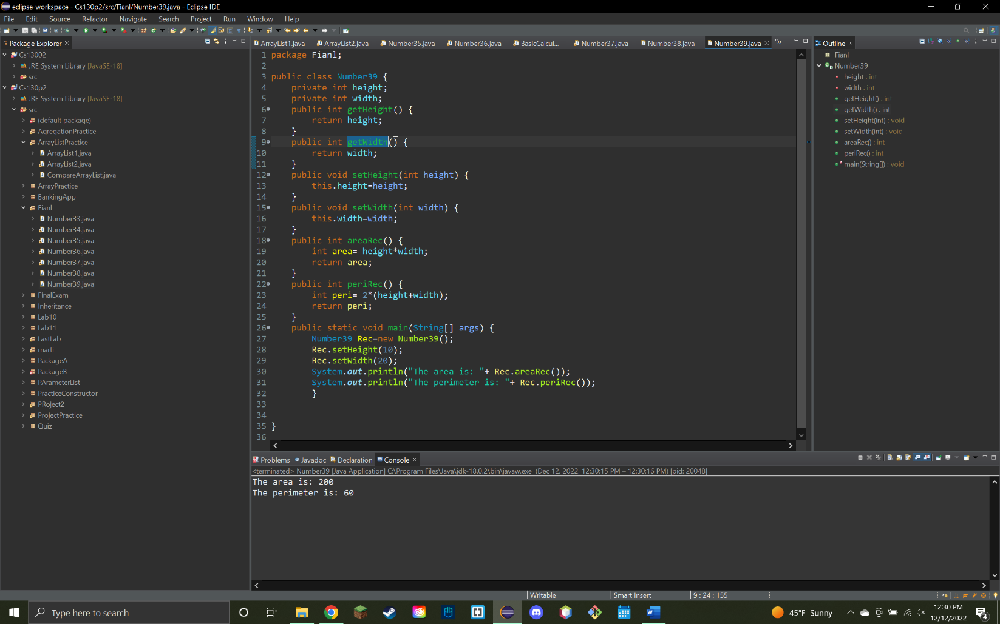 eclipse-workspace - Cs130p2/src/Fianl/Number39.java - Eclipse IDE
File Edit Source Refactor Navigate Search Project Run Window Help
Package Explorer
Cs13002
JRE System Library [JavaSE-18]
src
Cs130p2
JRE System Library [JavaSE-18]
src
(default package)
AgregationPractice
ArrayListPractice
ArrayList1.java
ArrayList2.java
CompareArrayList.java
ArrayPractice
BankingApp
Fianl
Number33.java
Number34.java
Number35.java
Number36.java
Number37.java
Number38.java
Number39.java
FinalExam
Inheritance
Lab10
Lab11
LastLab
marti
PackageA
PackageB
PArameterList
PracticeConstructor
PRoject2
ProjectPractice
Quiz
ArrayList1.java ArrayList2.java Number35.java Number36.java BasicCalcul... Number37.java Number38.java Number39.java »28
1 package Fianl;
2
3 public class Number39 {
4 private int height;
5 private int width;
6 public int getHeight() {
7 return height;
8 }
9 public int getWidth() {
10 return width;
11 }
12 public void setHeight(int height) {
13 this.height=height;
14 }
15 public void setWidth(int width) {
16 this.width=width;
17 }
18 public int areaRec() {
19 int area= height*width;
20 return area;
21 }
22 public int periRec() {
23 int peri= 2*(height+width);
24 return peri;
25 }
26 public static void main(String[] args) {
27 Number39 Rec=new Number39();
28 Rec.setHeight(10);
29 Rec.setWidth(20);
30 System.out.println("The area is: "+ Rec.areaRec());
31 System.out.println("The perimeter is: "+ Rec.periRec());
32 }
33
34
35 }
36
Outline
Fianl
Number39
height : int
width : int
getHeight() : int
getWidth() : int
setHeight(int) : void
setWidth(int) : void
areaRec() : int
periRec() : int
main(String[]) : void
Problems Javadoc Declaration Console
<terminated> Number39 [Java Application] C:\Program Files\Java\jdk-18.0.2\bin\javaw.exe (Dec 12, 2022, 12:30:15 PM – 12:30:16 PM) [pid: 20048]
The area is: 200
The perimeter is: 60
Writable Smart Insert 9 : 24 : 155
Type here to search
45°F Sunny
12:30 PM
12/12/2022
4